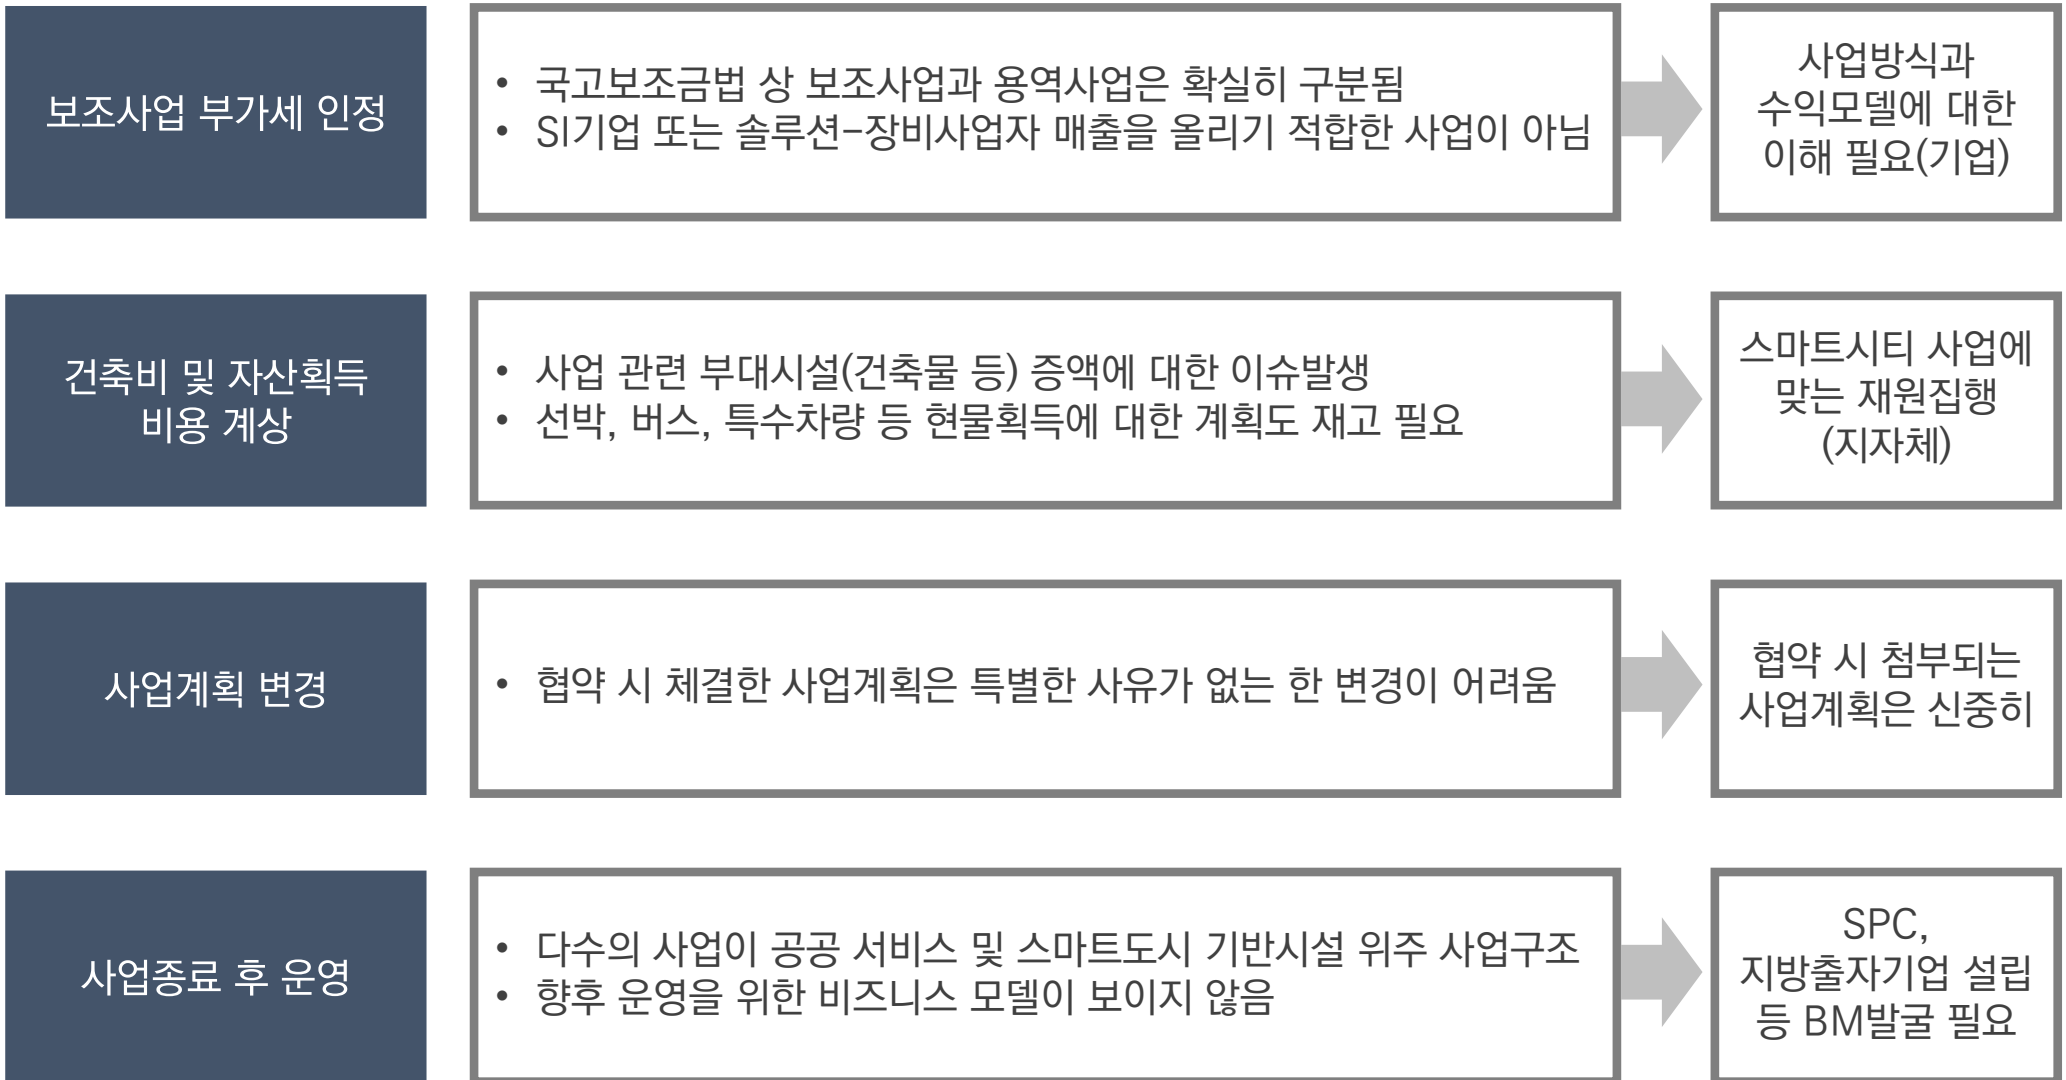 보조사업 부가세 인정
• 국고보조금법 상 보조사업과 용역사업은 확실히 구분됨
• SI기업 또는 솔루션-장비사업자 매출을 올리기 적합한 사업이 아님
사업방식과
수익모델에 대한
이해 필요(기업)
건축비 및 자산획득
비용 계상
• 사업 관련 부대시설(건축물 등) 증액에 대한 이슈발생
• 선박, 버스, 특수차량 등 현물획득에 대한 계획도 재고 필요
스마트시티 사업에
맞는 재원집행
(지자체)
사업계획 변경
• 협약 시 체결한 사업계획은 특별한 사유가 없는 한 변경이 어려움
협약 시 첨부되는
사업계획은 신중히
사업종료 후 운영
• 다수의 사업이 공공 서비스 및 스마트도시 기반시설 위주 사업구조
• 향후 운영을 위한 비즈니스 모델이 보이지 않음
SPC,
지방출자기업 설립
등 BM발굴 필요